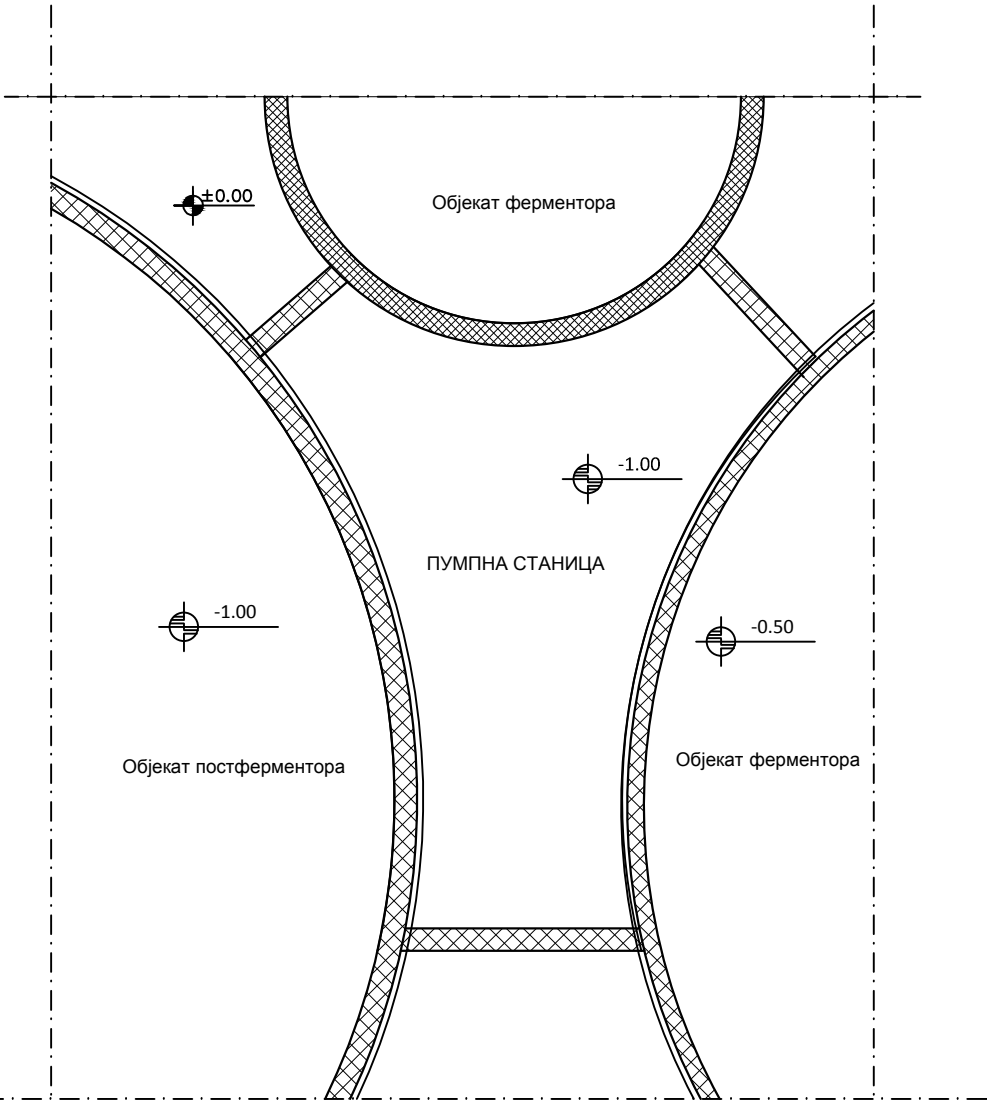 ±0.00
Објекат ферментора
-1.00
ПУМПНА СТАНИЦА
-1.00
-0.50
Објекат постферментора
Објекат ферментора